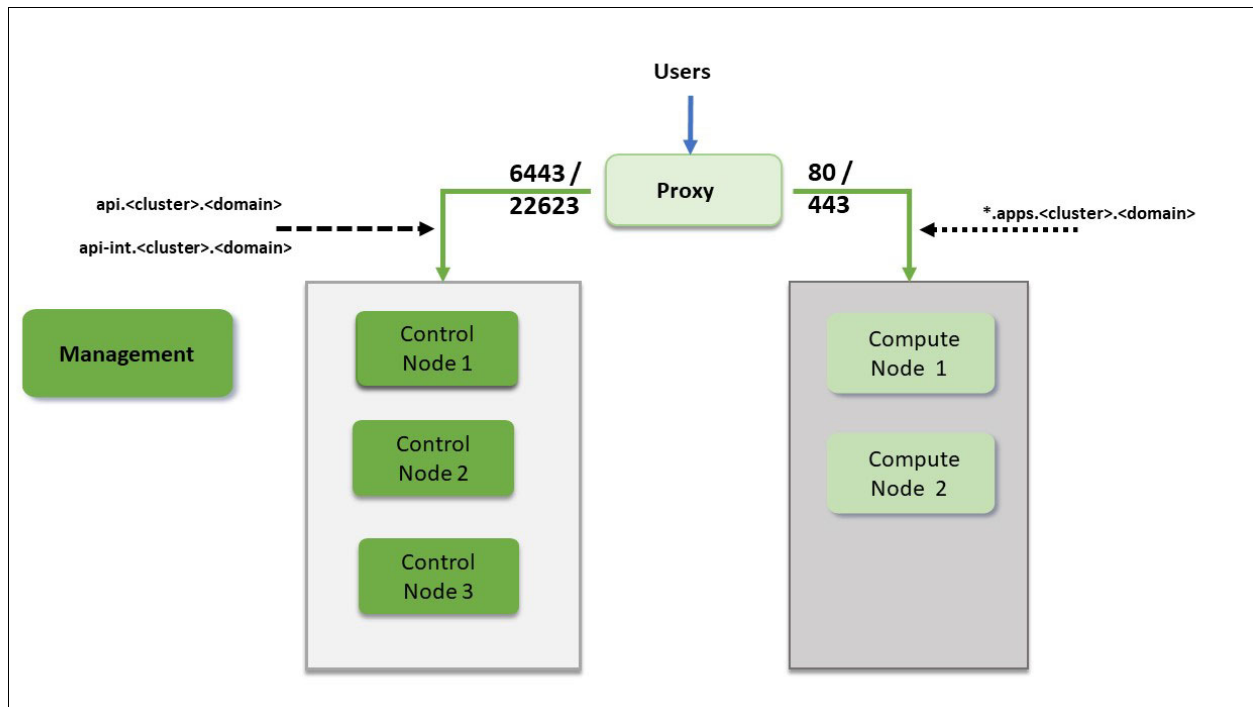 Users
6443 /
22623
Proxy
80 /
443
api.<cluster>.<domain>
api-int.<cluster>.<domain>
*.apps.<cluster>.<domain>
Management
Control
Node 1
Control
Node 2
Control
Node 3
Compute
Node 1
Compute
Node 2